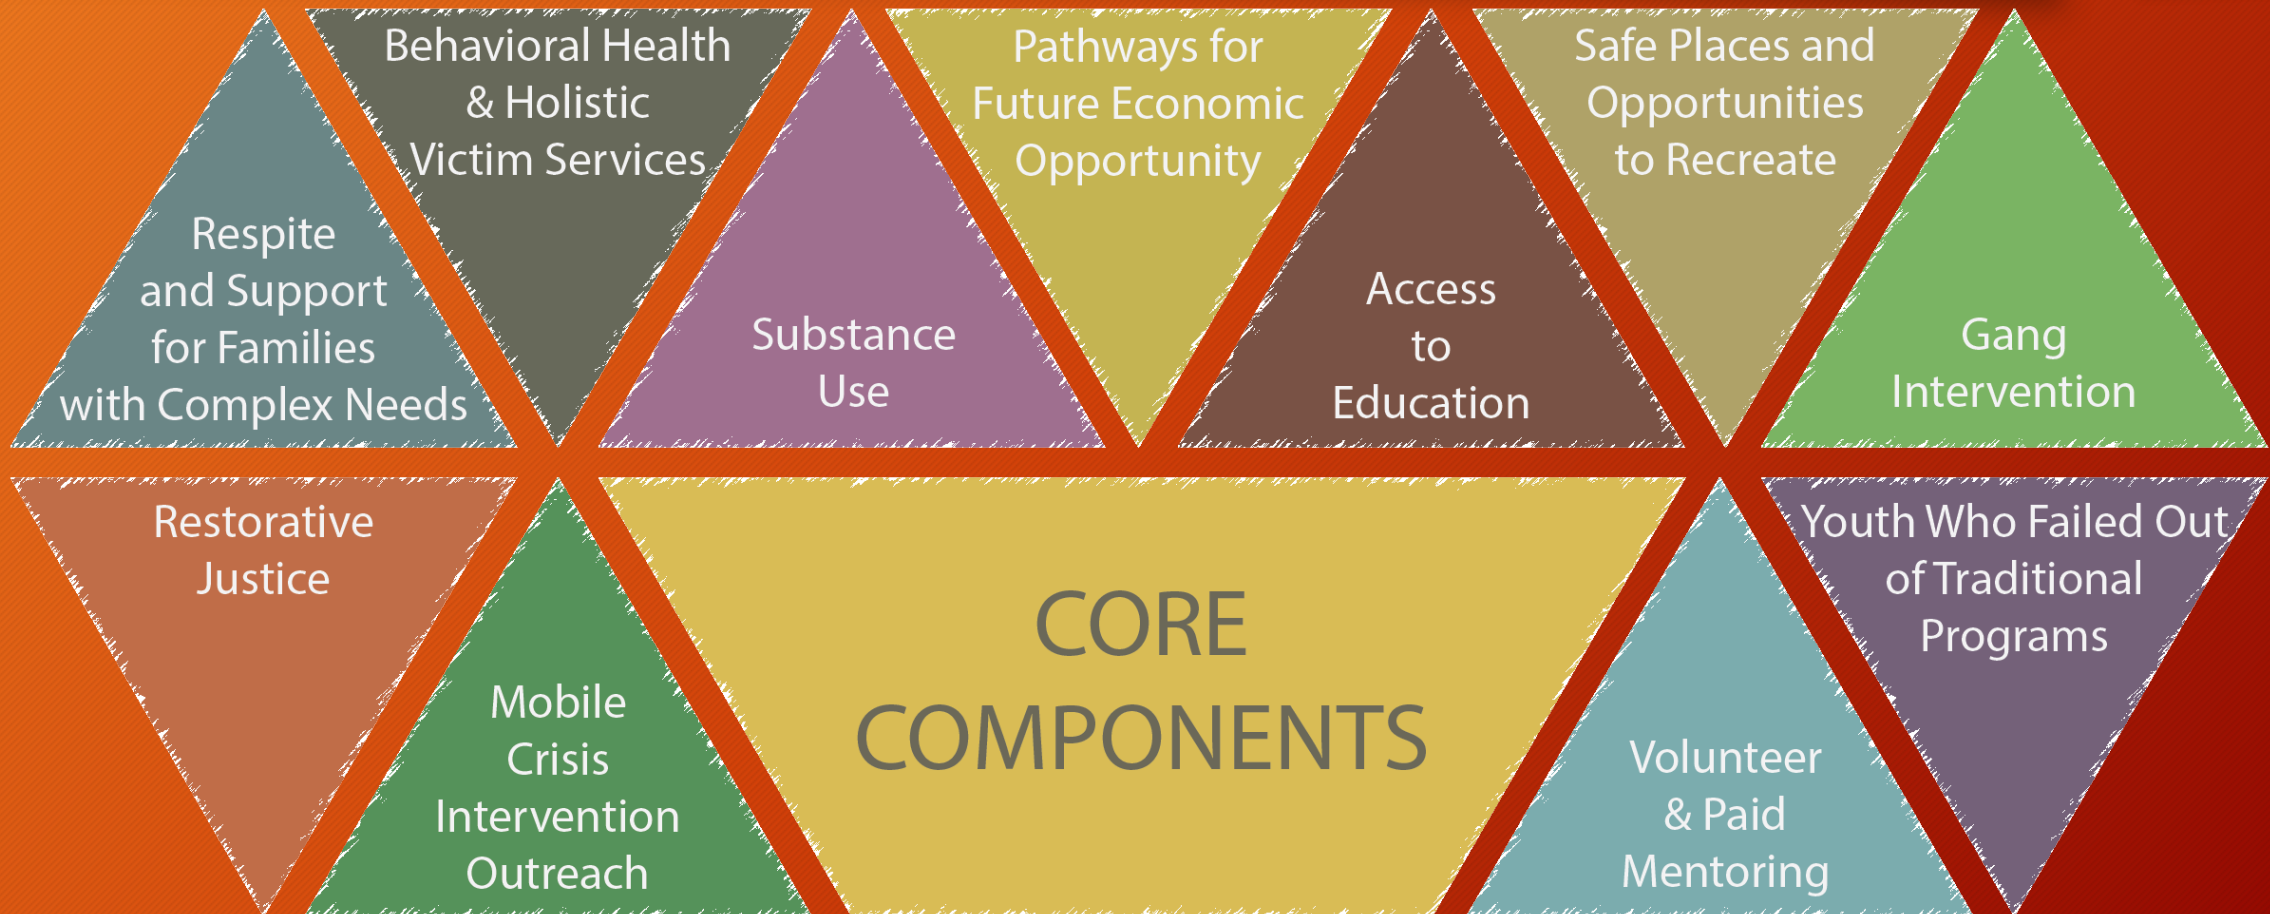 Respite
and Support
for Families
with Complex Needs
Behavioral Health
& Holistic
Victim Services
Substance
Use
Pathways for
Future Economic
Opportunity
Access
to
Education
Safe Places and
Opportunities
to Recreate
Gang
Intervention
Restorative
Justice
Mobile
Crisis
Intervention
Outreach
CORE
COMPONENTS
Volunteer
& Paid
Mentoring
Youth Who Failed Out
of Traditional
Programs